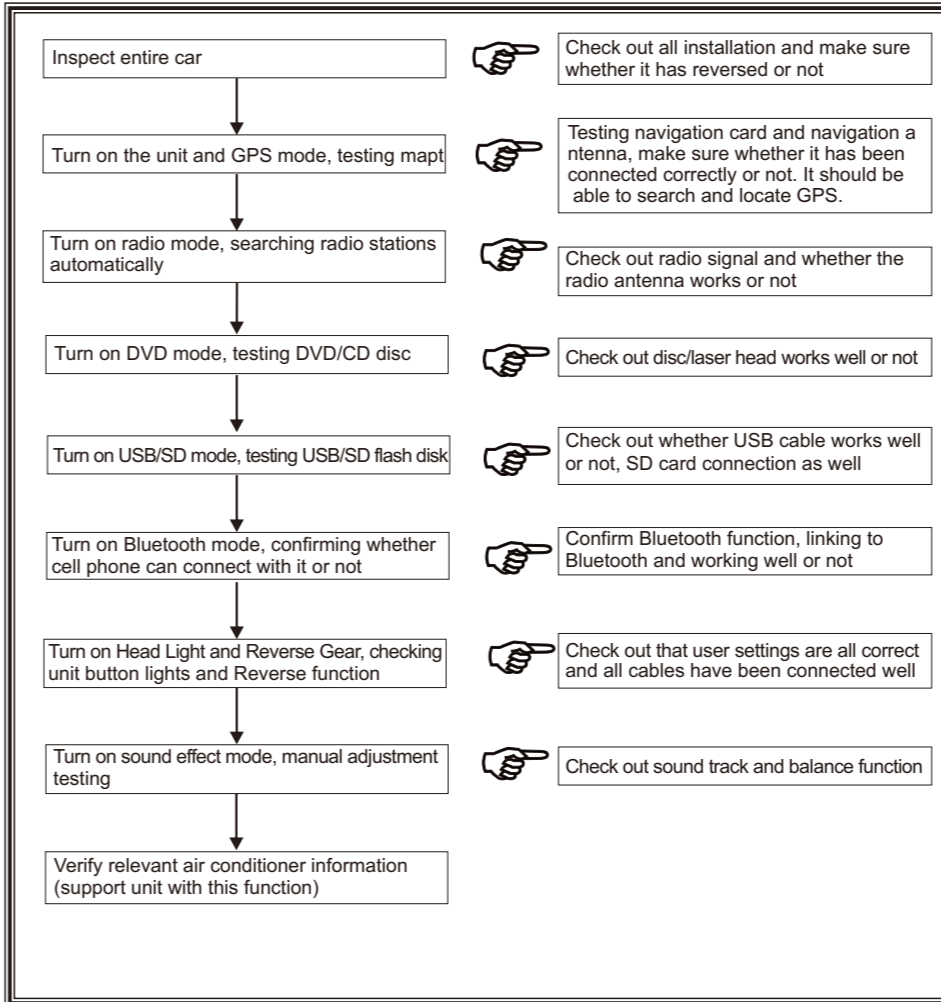 Inspect entire car
Check out all installation and make sure
whether it has reversed or not
Turn on the unit and GPS mode, testing mapt
Testing navigation card and navigation a
ntenna, make sure whether it has been
connected correctly or not. It should be
able to search and locate GPS.
Turn on radio mode, searching radio stations
automatically
Check out radio signal and whether the
radio antenna works or not
Turn on DVD mode, testing DVD/CD disc
Check out disc/laser head works well or not
Turn on USB/SD mode, testing USB/SD flash disk
Check out whether USB cable works well
or not, SD card connection as well
Turn on Bluetooth mode, confirming whether
cell phone can connect with it or not
Confirm Bluetooth function, linking to
Bluetooth and working well or not
Turn on Head Light and Reverse Gear, checking
unit button lights and Reverse function
Check out that user settings are all correct
and all cables have been connected well
Turn on sound effect mode, manual adjustment
testing
Check out sound track and balance function
Verify relevant air conditioner information
(support unit with this function)